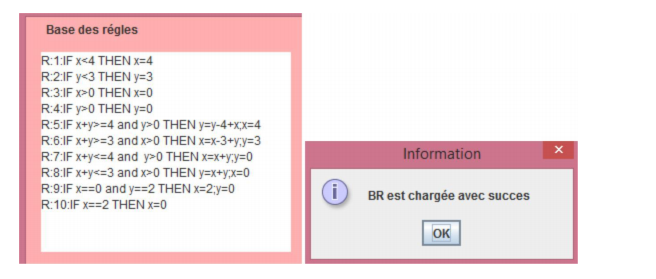 Base des régles
R:1:IF x<4 THEN x=4
R:2:IF y<3 THEN y=3
R:3:IF x>0 THEN x=0
R:4:IF y>0 THEN y=0
R:5:IF x+y>=4 and y>0 THEN y=y-4+x;x=4
R:6:IF x+y>=3 and x>0 THEN x=x-3+y;y=3
R:7:IF x+y<=4 and  y>0 THEN x=x+y;y=0
R:8:IF x+y<=3 and x>0 THEN y=x+y;x=0
R:9:IF x==0 and y==2 THEN x=2;y=0
R:10:IF x==2 THEN x=0
Information
BR est chargée avec succes
OK